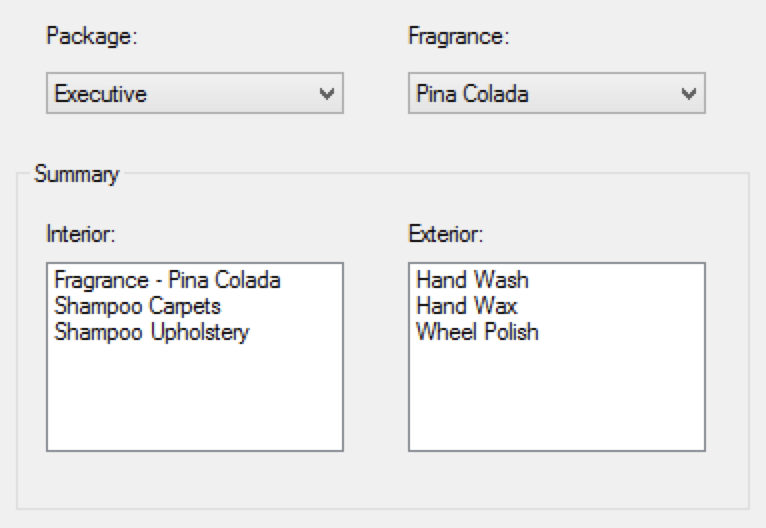 Package:
Fragrance:
Executive
Pina Colada
Summary
Interior:
Exterior:
Fragrance - Pina Colada
Shampoo Carpets
Shampoo Upholstery
Hand Wash
Hand Wax
Wheel Polish